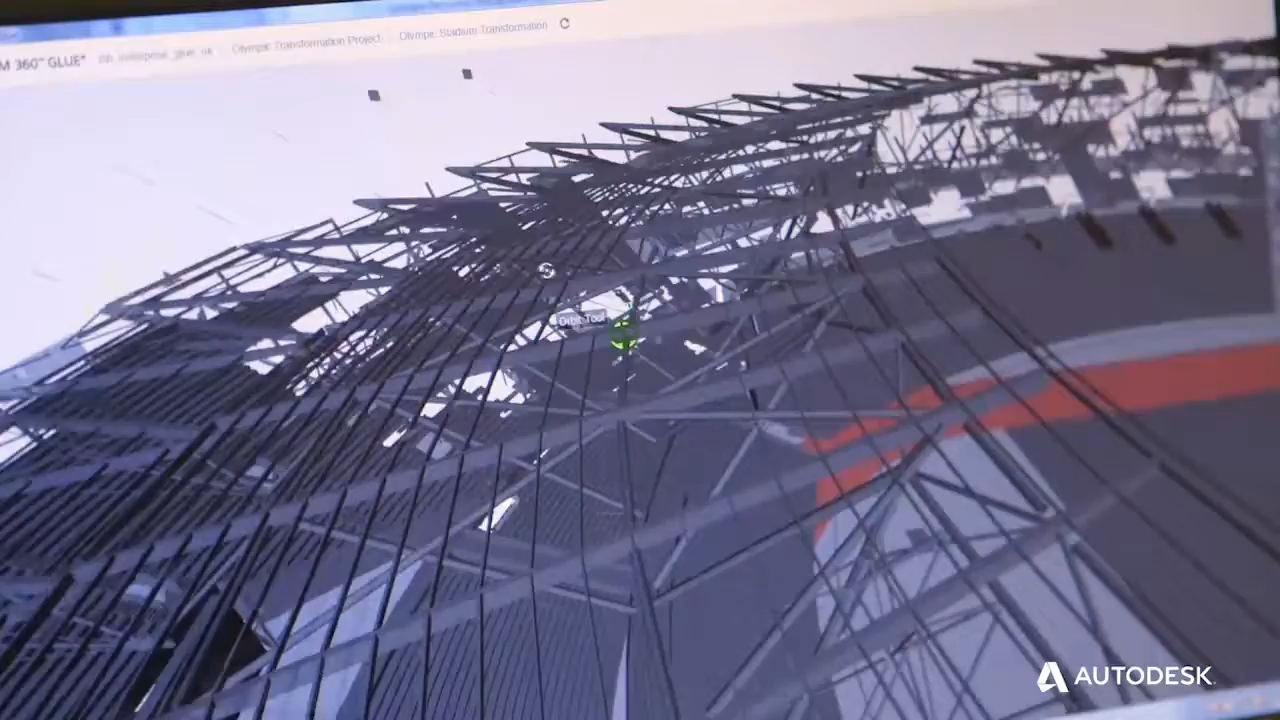 M 360° GLUE*
Olympic Transformation Project
Olympic Stadium Transformation
Orbit Tool
AUTODESK